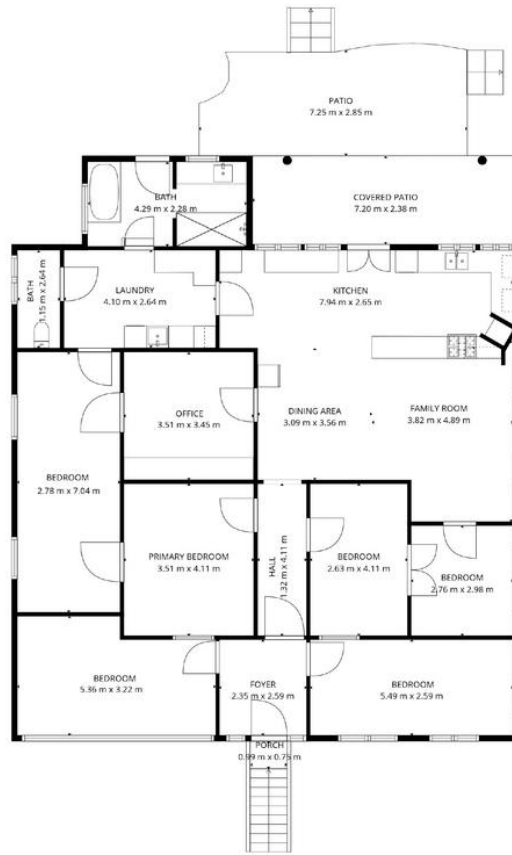 PATIO
7.25 m x 2.85 m
BATH
4.29 m x 2.28 m
COVERED PATIO
7.20 m x 2.38 m
BATH
1.15 m x 2.64 m
LAUNDRY
4.10 m x 2.64 m
KITCHEN
7.94 m x 2.65 m
OFFICE
3.51 m x 3.45 m
DINING AREA
3.09 m x 3.56 m
FAMILY ROOM
3.82 m x 4.89 m
BEDROOM
2.78 m x 7.04 m
PRIMARY BEDROOM
3.51 m x 4.11 m
HALL
1.32 m x 4.11 m
BEDROOM
2.63 m x 4.11 m
BEDROOM
2.76 m x 2.98 m
BEDROOM
5.36 m x 3.22 m
FOYER
2.35 m x 2.59 m
BEDROOM
5.49 m x 2.59 m
PORCH
0.99 m x 0.75 m